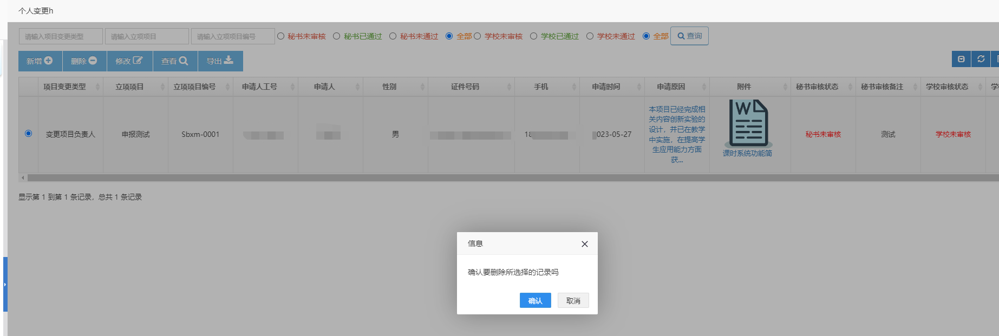 个人变更h
请输入项目变更类型 请输入立项项目 请输入立项项目编号 秘书未审核 秘书已通过 秘书未通过 全部 学校未审核 学校已通过 学校未通过 全部 查询
新增 删除 修改 查看 导出
项目变更类型 立项项目 立项项目编号 申请人工号 申请人 性别 证件号码 手机 申请时间 申请原因 附件 秘书审核状态 秘书审核备注 学校审核状态
变更项目负责人 申报测试 Sbxm-0001 男 18 023-05-27
本项目已经完成相
关内容创新实验的
设计，并已在教学
中实施，在提高学
生应用能力方面
获...
W
课时系统功能简
秘书未审核 测试 学校未审核
显示第 1 到第 1 条记录，总共 1 条记录
信息
确认要删除所选择的记录吗
确认 取消